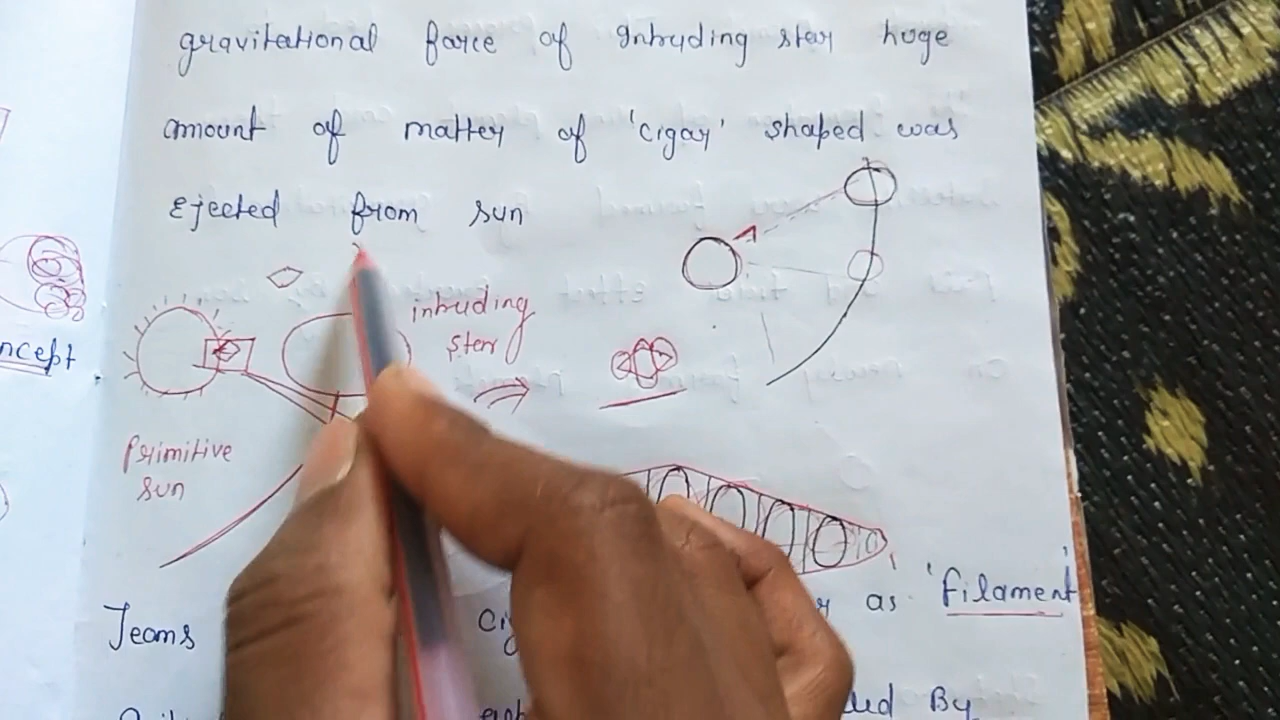 gravitational force of Intruding star huge
amount of matter of 'cigar' shaped was
Ejected from sun
intruding
star
Primitive
sun
ncept
Jeans as 'Filament'
By